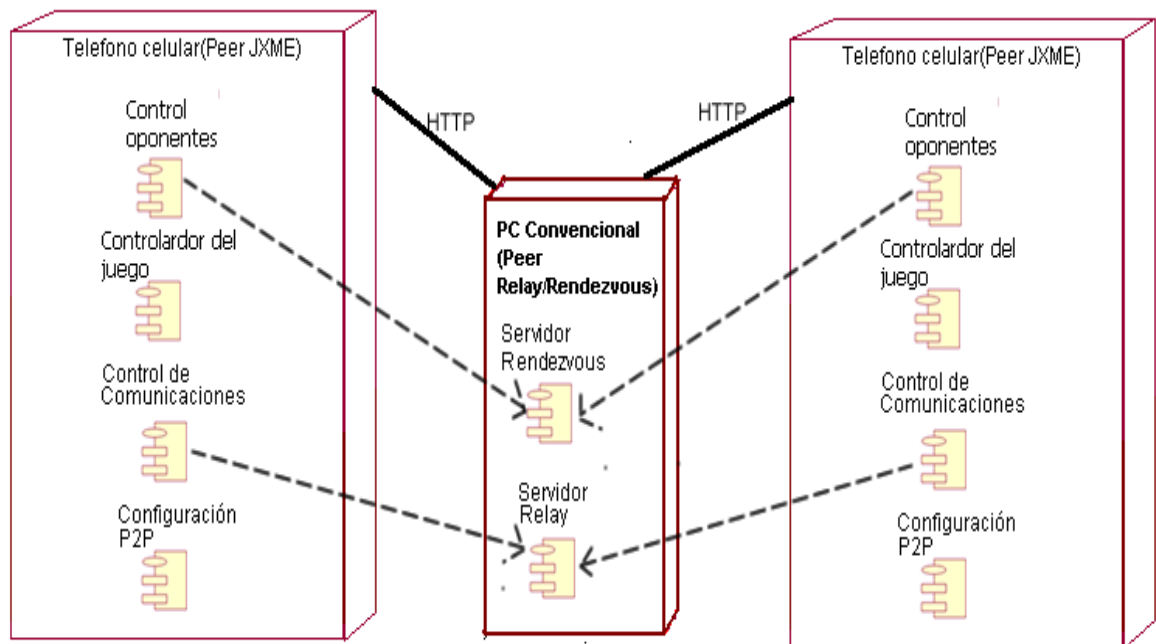 Telefono celular(Peer JXME)
Control
oponentes
Controlardor del
juego
Control de
Comunicaciones
Configuración
P2P
HTTP
HTTP
PC Convencional
(Peer
Relay/Rendezvous)
Servidor
Rendezvous
Servidor
Relay
Telefono celular(Peer JXME)
Control
oponentes
Controlardor del
juego
Control de
Comunicaciones
Configuración
P2P